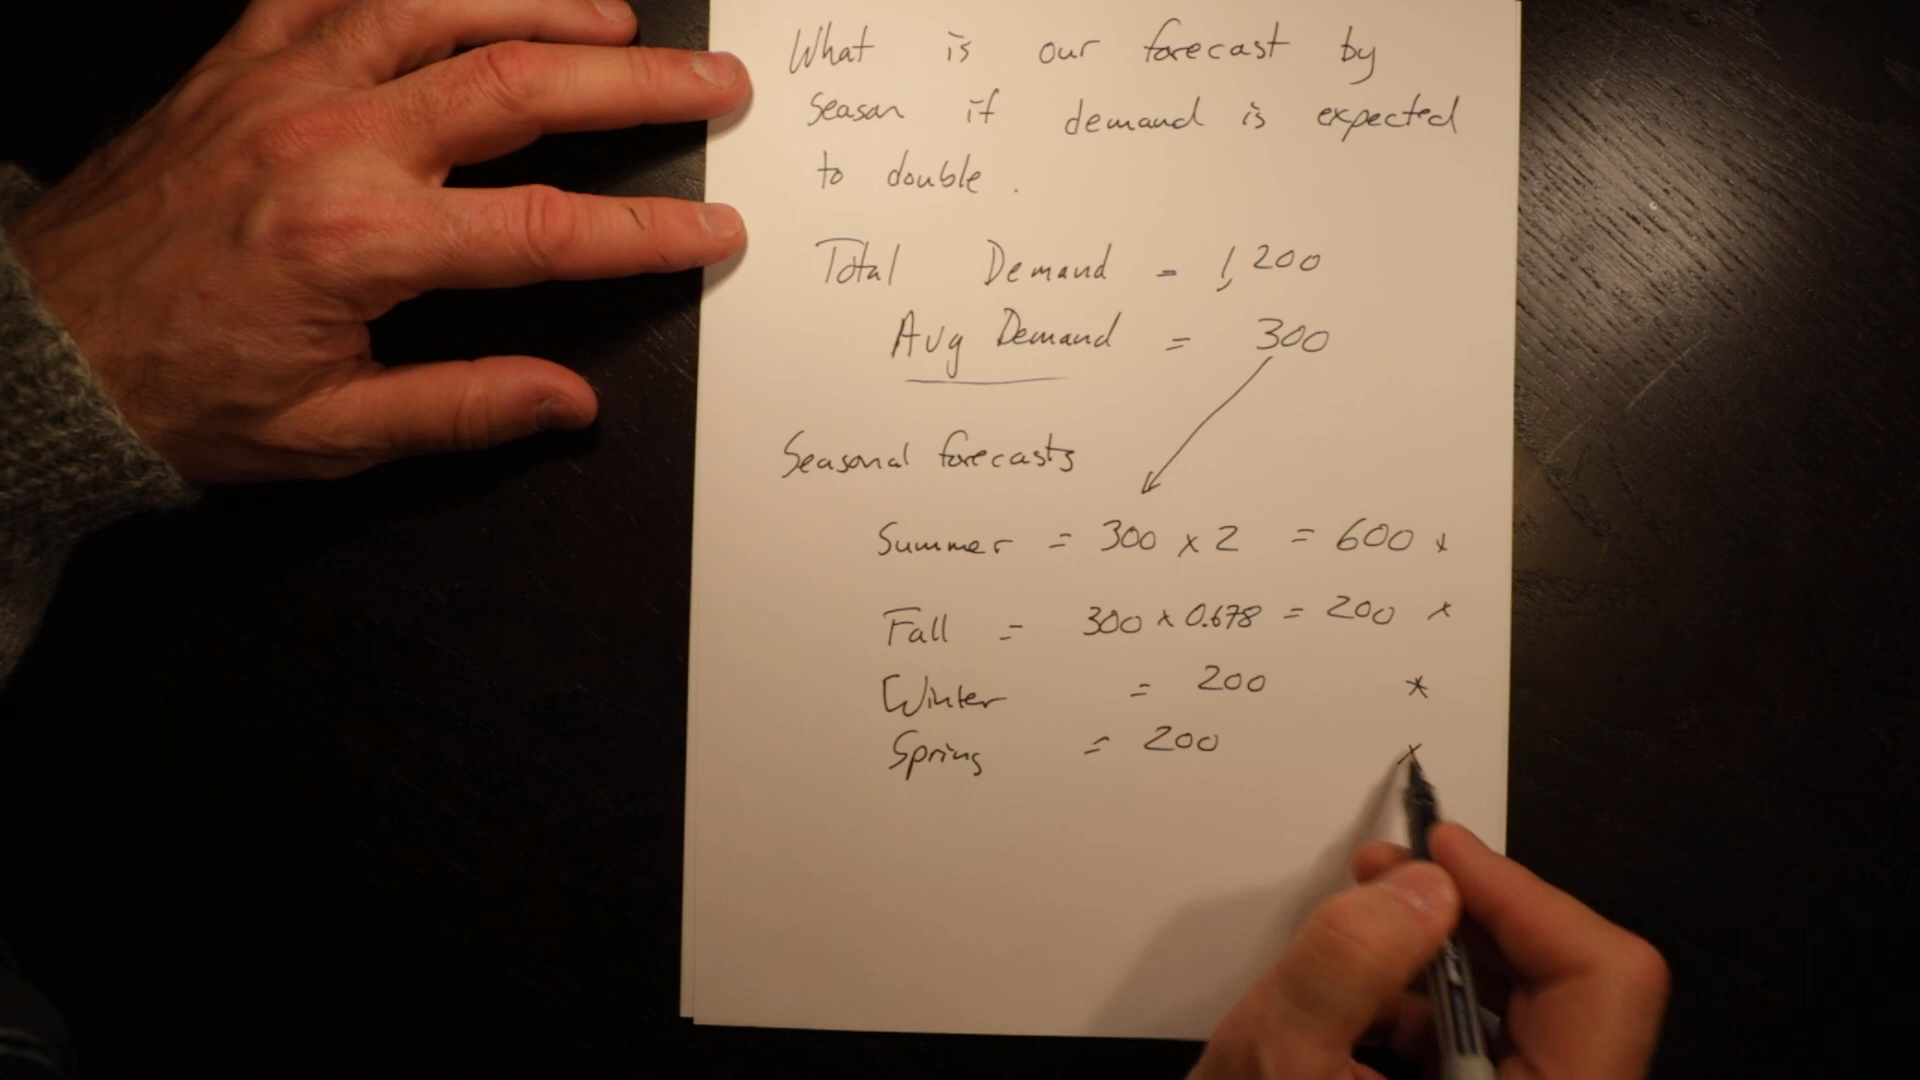 What is our forecast by
season if demand is expected
to double.
Total Demand = 1,200
Avg Demand = 300
Seasonal forecasts
Summer = 300 x 2 = 600 *
Fall = 300 x 0.678 = 200 *
Winter = 200 *
Spring = 200 *